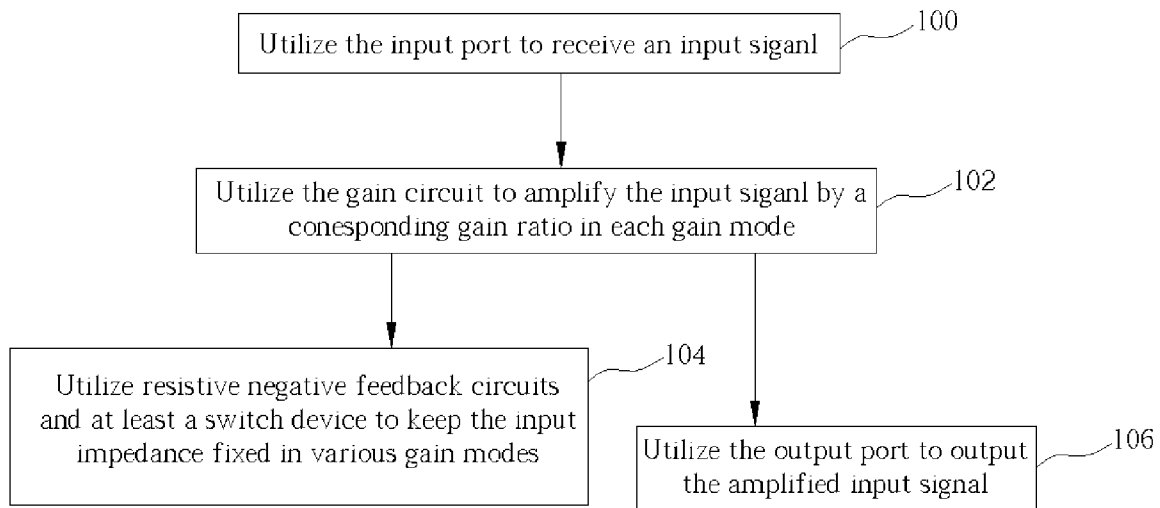 Utilize the input port to receive an input siganl
100
Utilize the gain circuit to amplify the input siganl by a
conesponding gain ratio in each gain mode
102
Utilize resistive negative feedback circuits
and at least a switch device to keep the input
impedance fixed in various gain modes
104
Utilize the output port to output
the amplified input signal
106